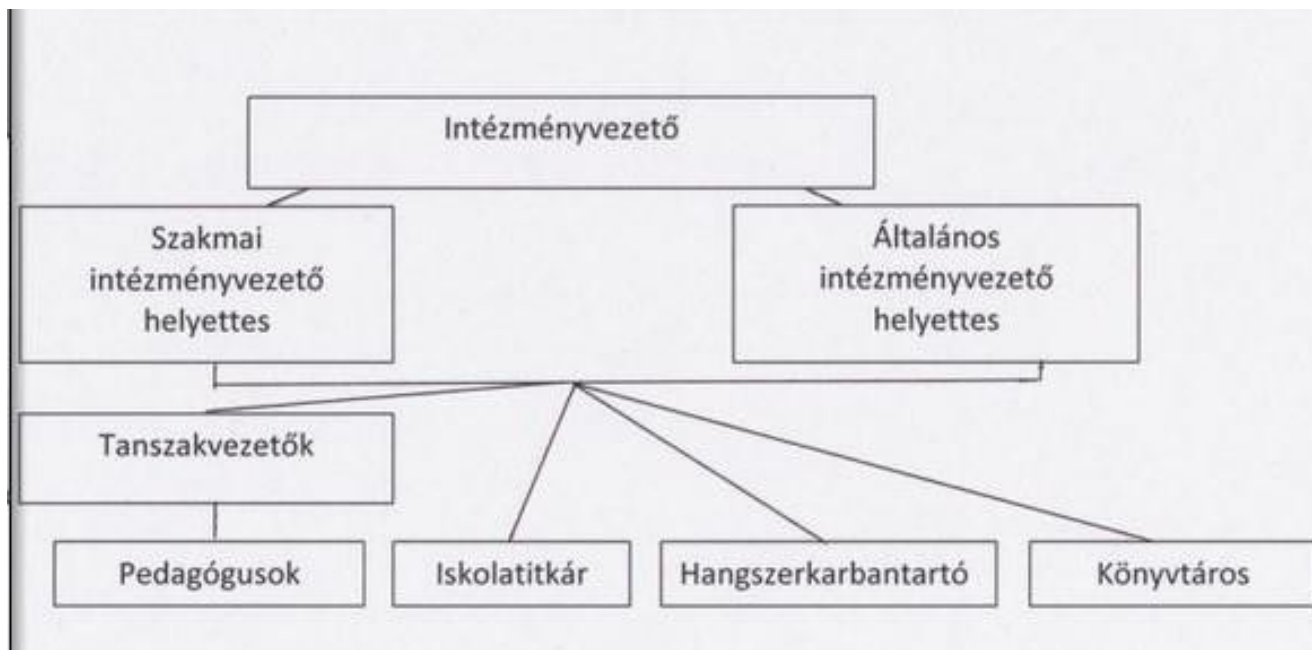 Intézményvezető
Szakmai
intézményvezető
helyettes
Általános
intézményvezető
helyettes
Tanszakvezetők
Pedagógusok
Iskolatitkár
Hangszerkarbantartó
Könyvtáros